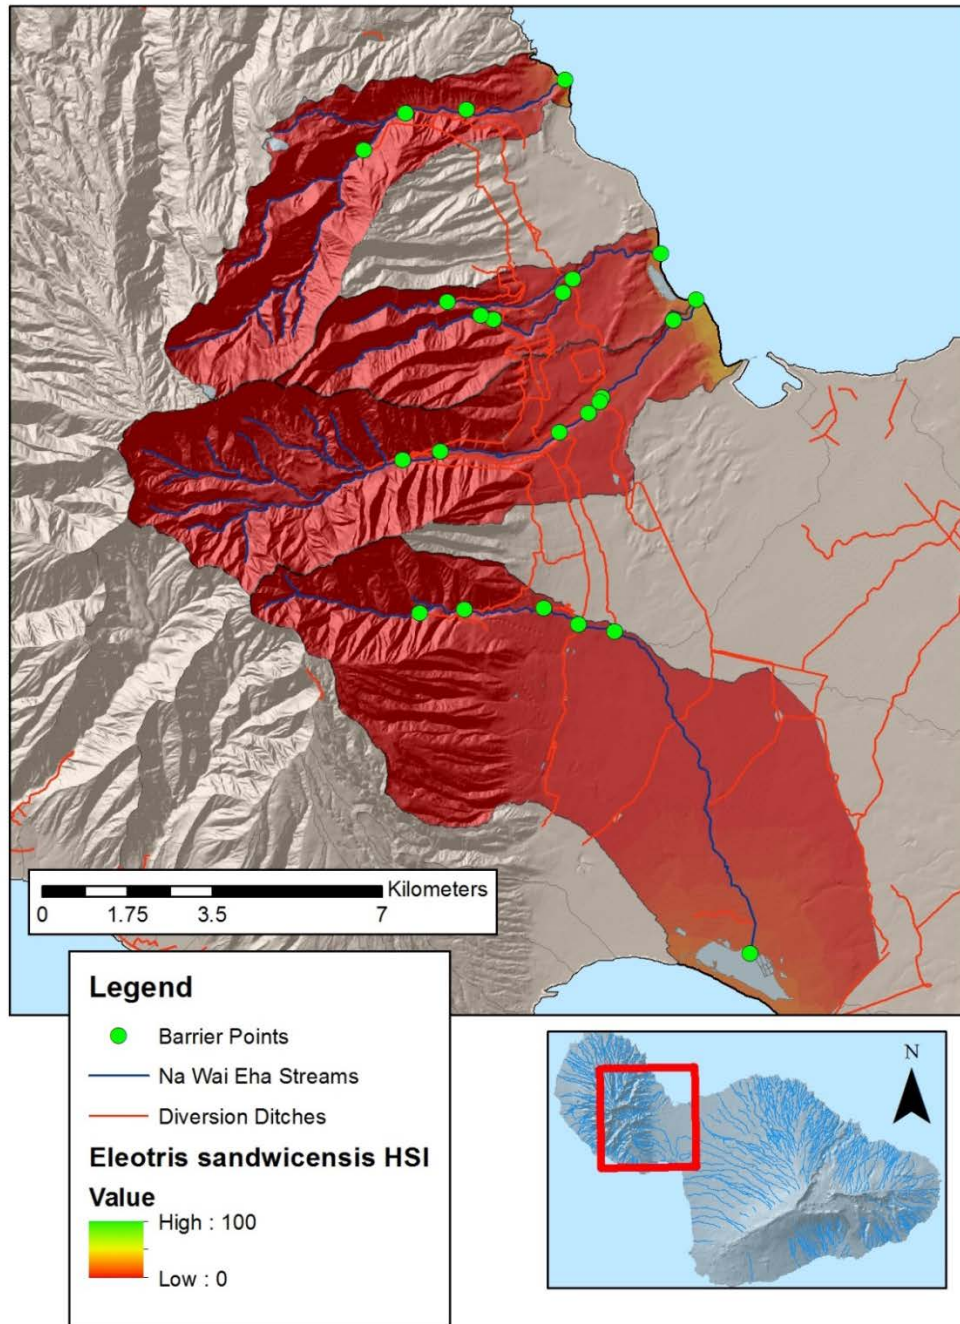 Kilometers
0 1.75 3.5 7
Legend
Barrier Points
Na Wai Eha Streams
Diversion Ditches
Eleotris sandwicensis HSI
Value
High : 100
Low : 0
N